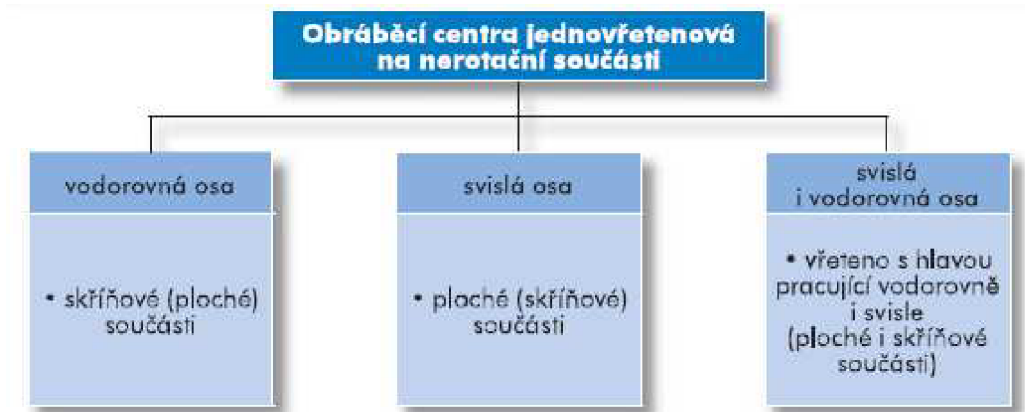 Obráběcí centra jednovřetenová
na nerotační součásti
vodorovná osa
• skříňové (ploché)
součásti
svislá osa
• ploché (skříňové)
součásti
svislá
i vodorovná osa
• vřeteno s hlavou
pracující vodorovně
i svisle
(ploché i skříňové
součásti)